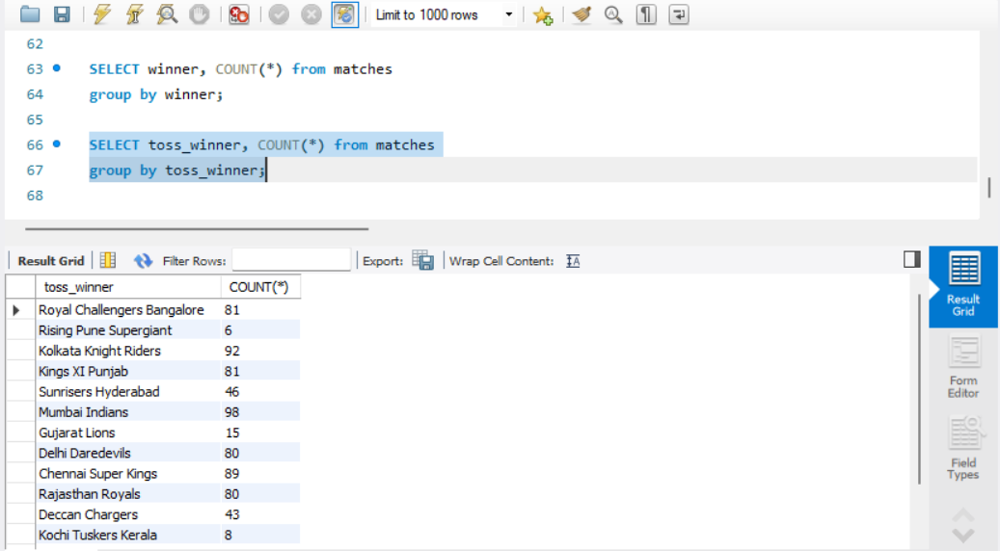 Limit to 1000 rows
62
63 SELECT winner, COUNT(*) from matches
64 group by winner;
65
66 SELECT toss_winner, COUNT(*) from matches
67 group by toss_winner;
68
Result Grid Filter Rows: Export: Wrap Cell Content: IA
toss_winner COUNT(*)
Royal Challengers Bangalore 81
Rising Pune Supergiant 6
Kolkata Knight Riders 92
Kings XI Punjab 81
Sunrisers Hyderabad 46
Mumbai Indians 98
Gujarat Lions 15
Delhi Daredevils 80
Chennai Super Kings 89
Rajasthan Royals 80
Deccan Chargers 43
Kochi Tuskers Kerala 8
Result
Grid
Form
Editor
Field
Types